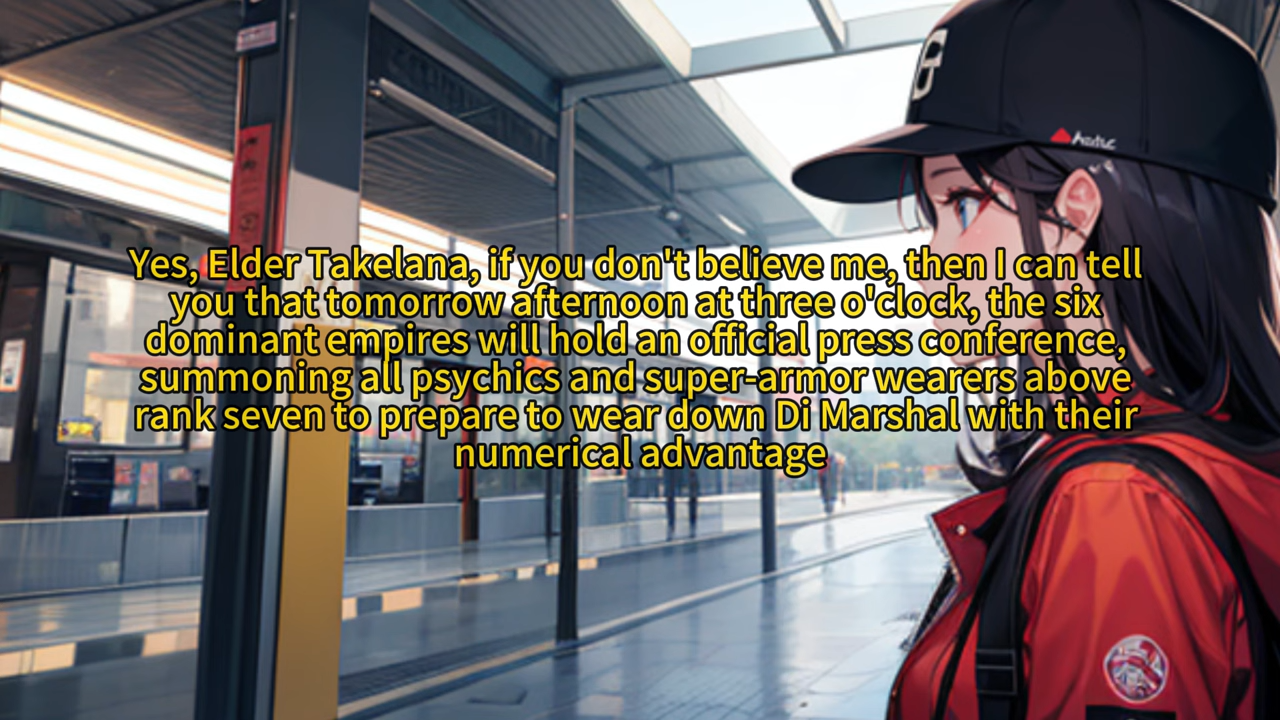 Yes, Elder Takelana, if you don't believe me, then I can tell
you that tomorrow afternoon at three o'clock, the six
dominant empires will hold an official press conference,
summoning all psychics and super-armor wearers above
rank seven to prepare to wear down Di Marshal with their
numerical advantage